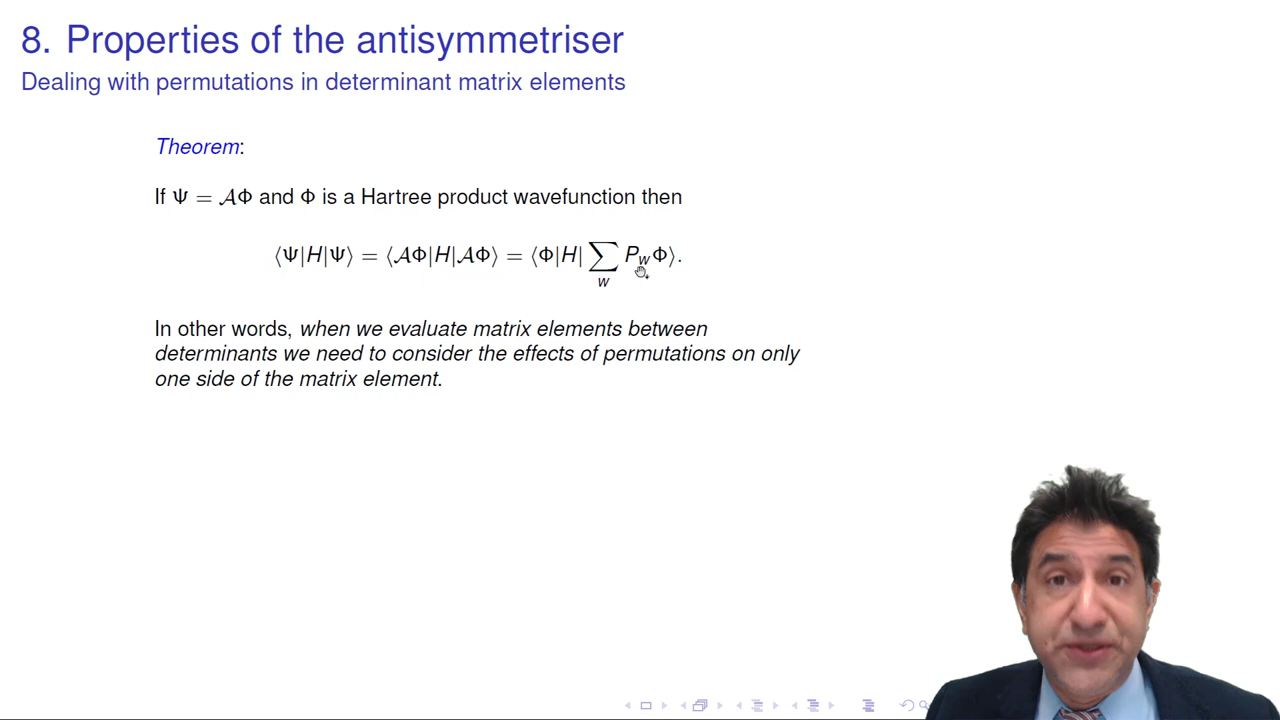 8. Properties of the antisymmetriser
Dealing with permutations in determinant matrix elements
Theorem:
If Ψ = 𝒜Φ and Φ is a Hartree product wavefunction then
⟨Ψ|H|Ψ⟩ = ⟨𝒜Φ|H|𝒜Φ⟩ = ⟨Φ|H| ∑_w P_w Φ⟩.
In other words, when we evaluate matrix elements between
determinants we need to consider the effects of permutations on only
one side of the matrix element.